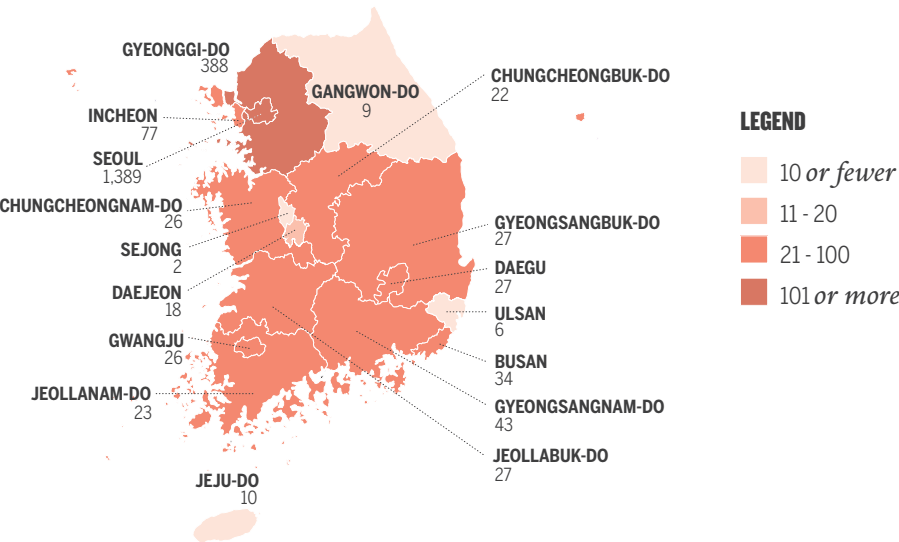 GYEONGGI-DO
388
GANGWON-DO
9
CHUNGCHEONGBUK-DO
22
INCHEON
77
SEOUL
1,389
CHUNGCHEONGNAM-DO
26
SEJONG
2
DAEJEON
18
GWANGJU
26
JEOLLANAM-DO
23
JEJU-DO
10
GYEONGSANGBUK-DO
27
DAEGU
27
ULSAN
6
BUSAN
34
GYEONGSANGNAM-DO
43
JEOLLABUK-DO
27
LEGEND
10 or fewer
11 - 20
21 - 100
101 or more